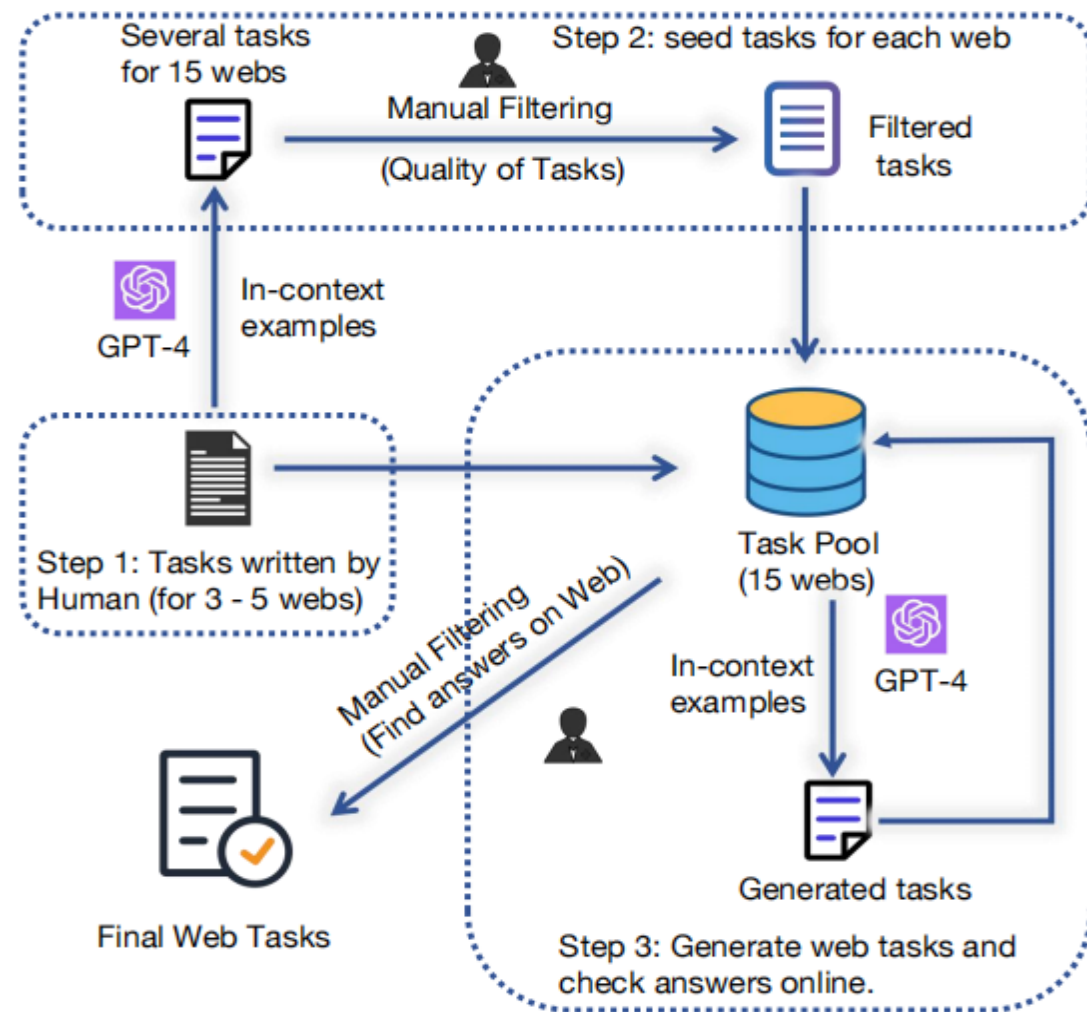 Several tasks
for 15 webs
Step 2: seed tasks for each web
Manual Filtering
(Quality of Tasks)
Filtered
tasks
GPT-4
In-context
examples
Step 1: Tasks written by
Human (for 3 - 5 webs)
Task Pool
(15 webs)
Manual Filtering
(Find answers on Web)
In-context
examples
GPT-4
Generated tasks
Final Web Tasks
Step 3: Generate web tasks and
check answers online.